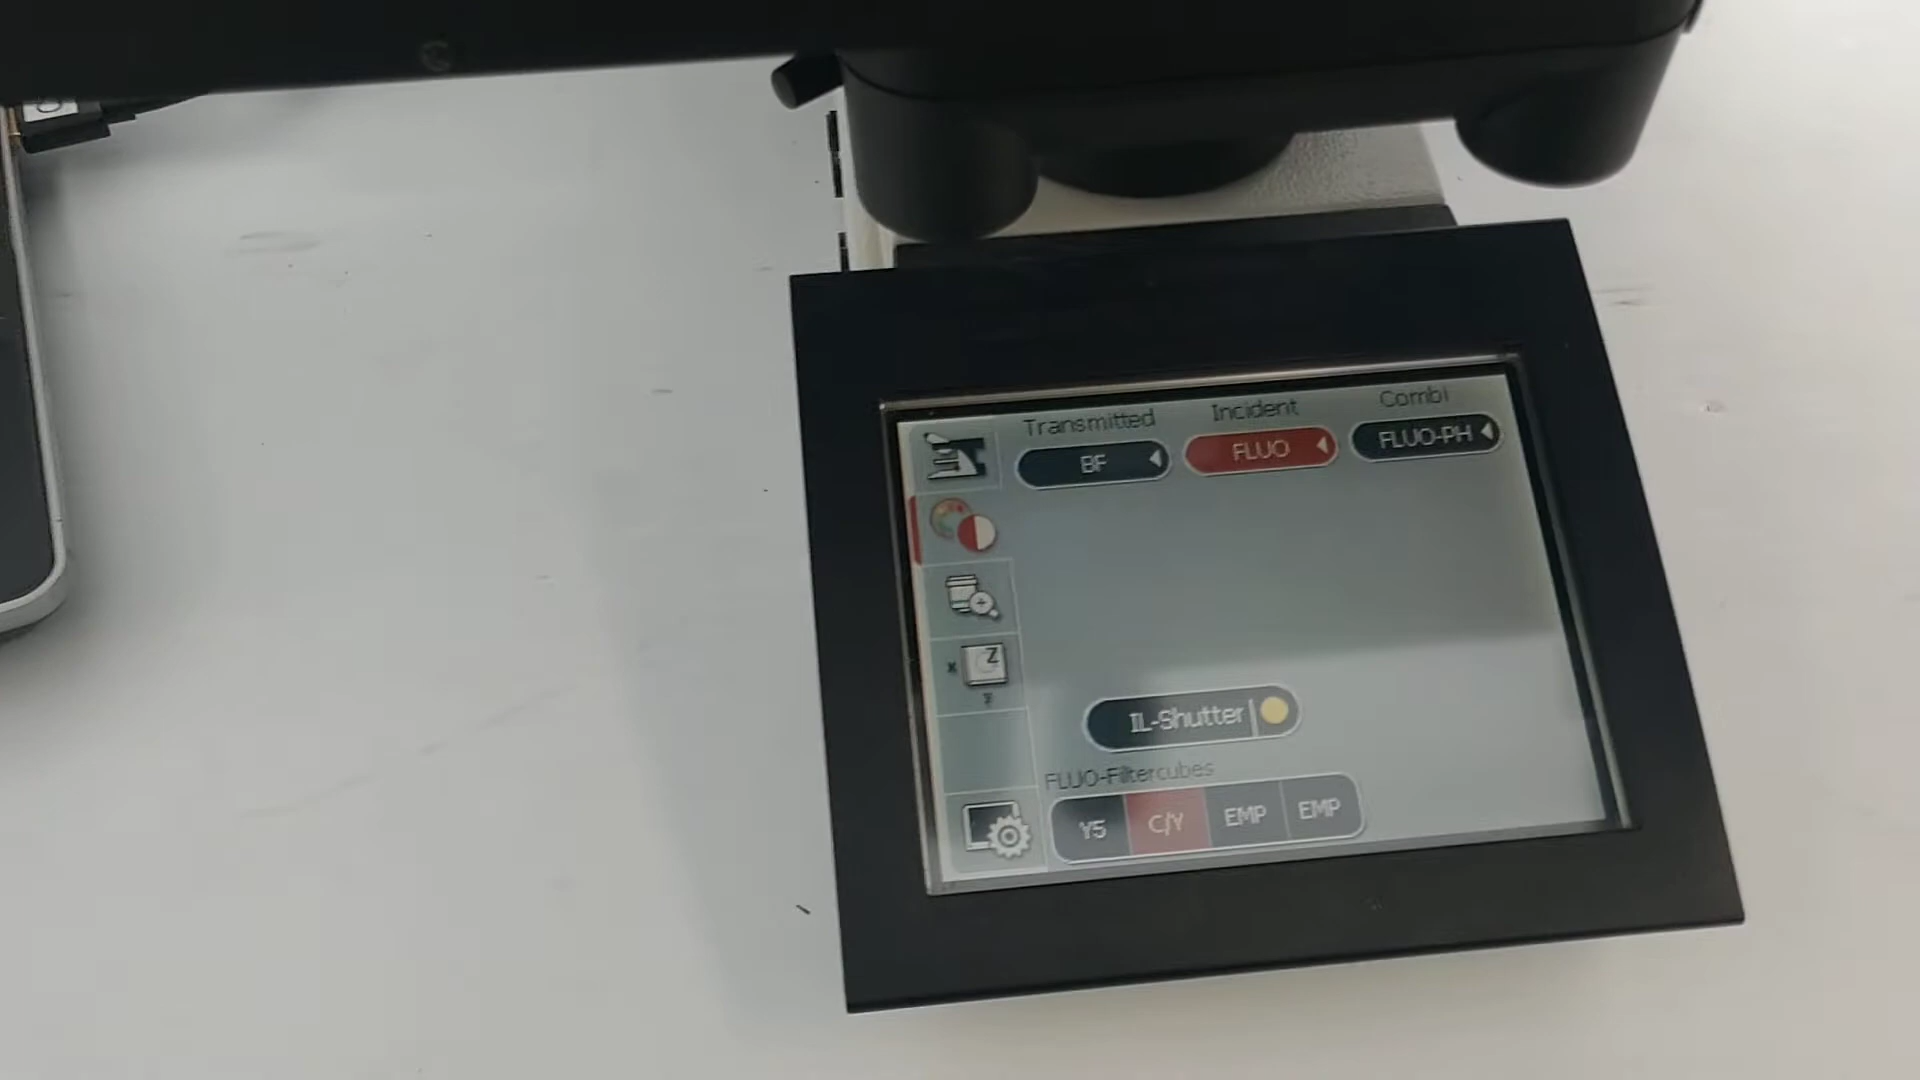 Transmitted Incident Combi
BF FLUO FLUO-PH
Z
X
Y
IL-Shutter
FLUO-Filtercubes
Y5 C/Y EMP EMP